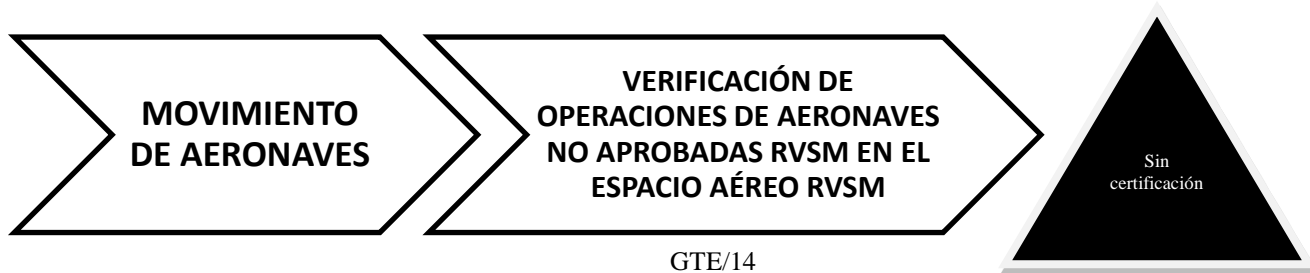 MOVIMIENTO
DE AERONAVES
VERIFICACIÓN DE
OPERACIONES DE AERONAVES
NO APROBADAS RVSM EN EL
ESPACIO AÉREO RVSM
Sin
certificación
GTE/14